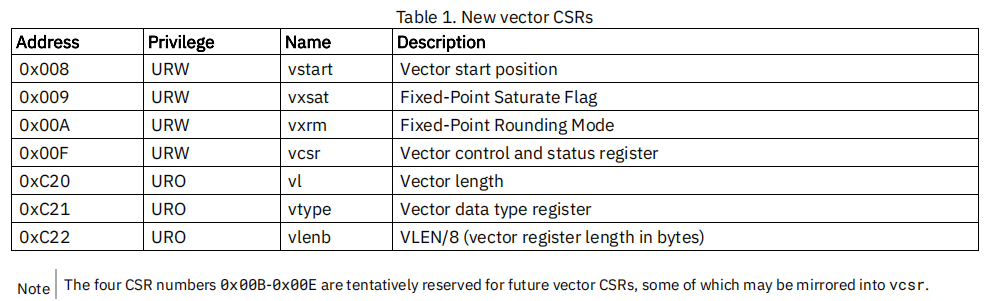 Table 1. New vector CSRs
Address Privilege Name Description
0x008 URW vstart Vector start position
0x009 URW vxsat Fixed-Point Saturate Flag
0x00A URW vxrm Fixed-Point Rounding Mode
0x00F URW vcsr Vector control and status register
0xC20 URO vl Vector length
0xC21 URO vtype Vector data type register
0xC22 URO vlenb VLEN/8 (vector register length in bytes)
Note The four CSR numbers 0x00B-0x00E are tentatively reserved for future vector CSRs, some of which may be mirrored into vcsr.